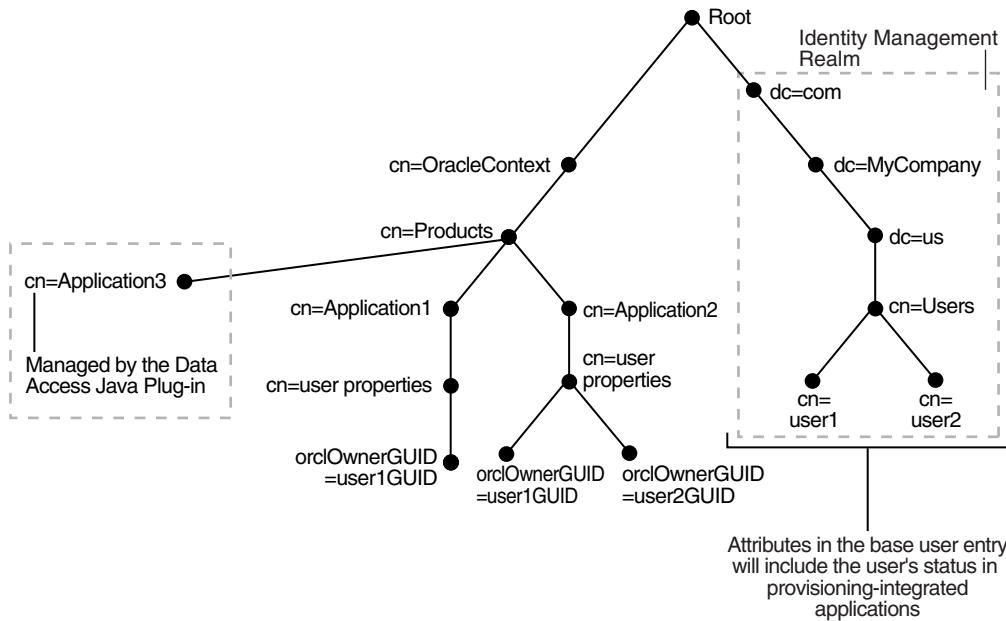 Root
Identity Management
Realm
dc=com
cn=OracleContext
dc=MyCompany
cn=Products
dc=us
cn=Application3
cn=Application1
cn=Application2
cn=Users
Managed by the Data
Access Java Plug-in
cn=user properties
cn=user
properties
cn=
user1
cn=
user2
orclOwnerGUID
=user1GUID
orclOwnerGUID
=user1GUID
orclOwnerGUID
=user2GUID
Attributes in the base user entry
will include the user's status in
provisioning-integrated
applications